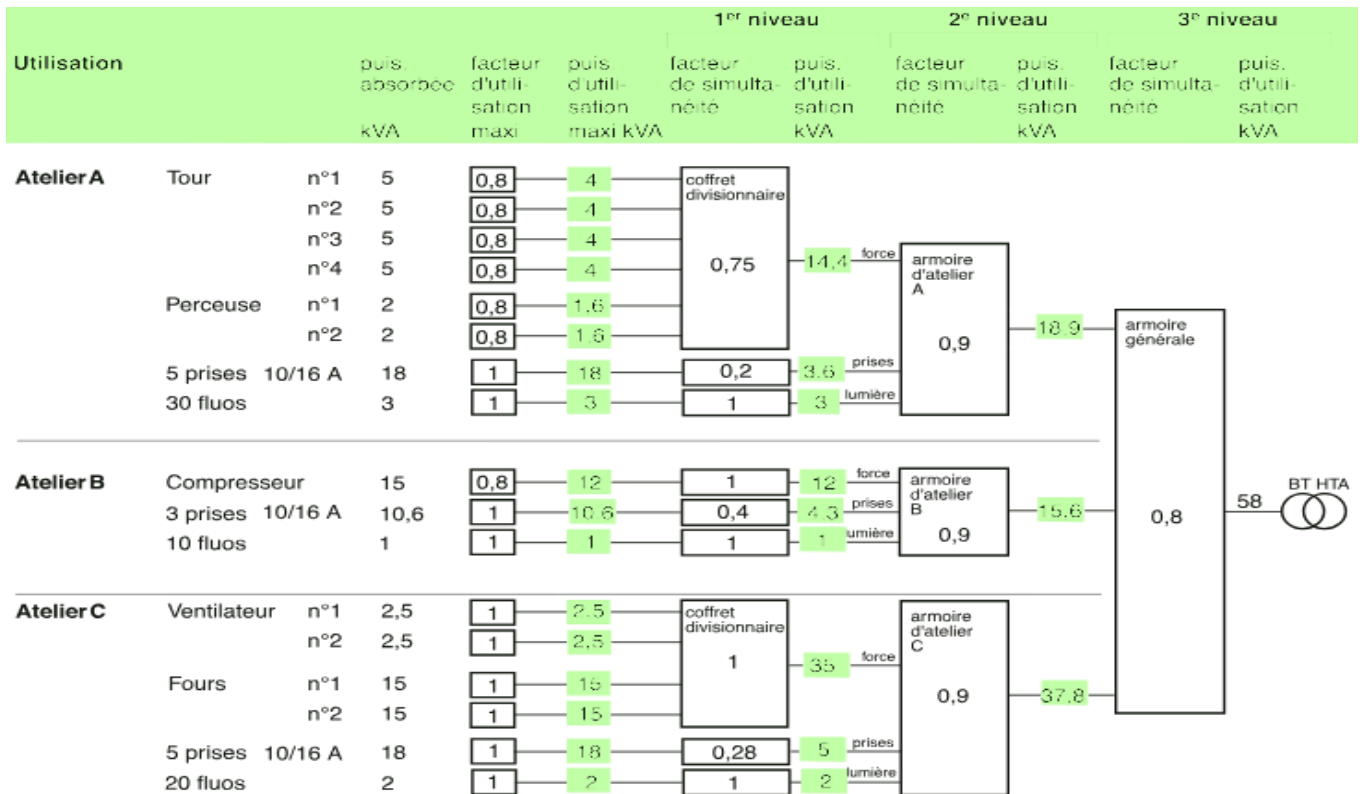 1er niveau 2e niveau 3e niveau
Utilisation puis. facteur puis. facteur puis. facteur puis. facteur puis.
absorbée d'utili- d'utili- de simulta- d'utili- de simulta- d'utili- de simulta- d'utili-
sation sation néité sation néité sation néité sation
kVA maxi maxi kVA kVA kVA kVA
Atelier A Tour n°1 5 0,8 4 coffret
divisionnaire
n°2 5 0,8 4
n°3 5 0,8 4
0,75 14,4 force armoire
d'atelier
A
n°4 5 0,8 4
Perceuse n°1 2 0,8 1,6
n°2 2 0,8 1,6
0,9 18.9 armoire
générale
5 prises 10/16 A 18 1 18 0,2 3.6 prises
30 fluos 3 1 3 1 3 lumière
Atelier B Compresseur 15 0,8 12 1 12 force armoire
d'atelier
B
3 prises 10/16 A 10,6 1 10.6 0,4 4.3 prises 15.6
10 fluos 1 1 1 1 1 lumière 0,9
0,8 58 BT HTA
Atelier C Ventilateur n°1 2,5 1 2.5 coffret
divisionnaire
armoire
d'atelier
C
n°2 2,5 1 2,5
1 35 force
Fours n°1 15 1 15 0,9 37,8
n°2 15 1 15
5 prises 10/16 A 18 1 18 0,28 5 prises
20 fluos 2 1 2 1 2 lumière